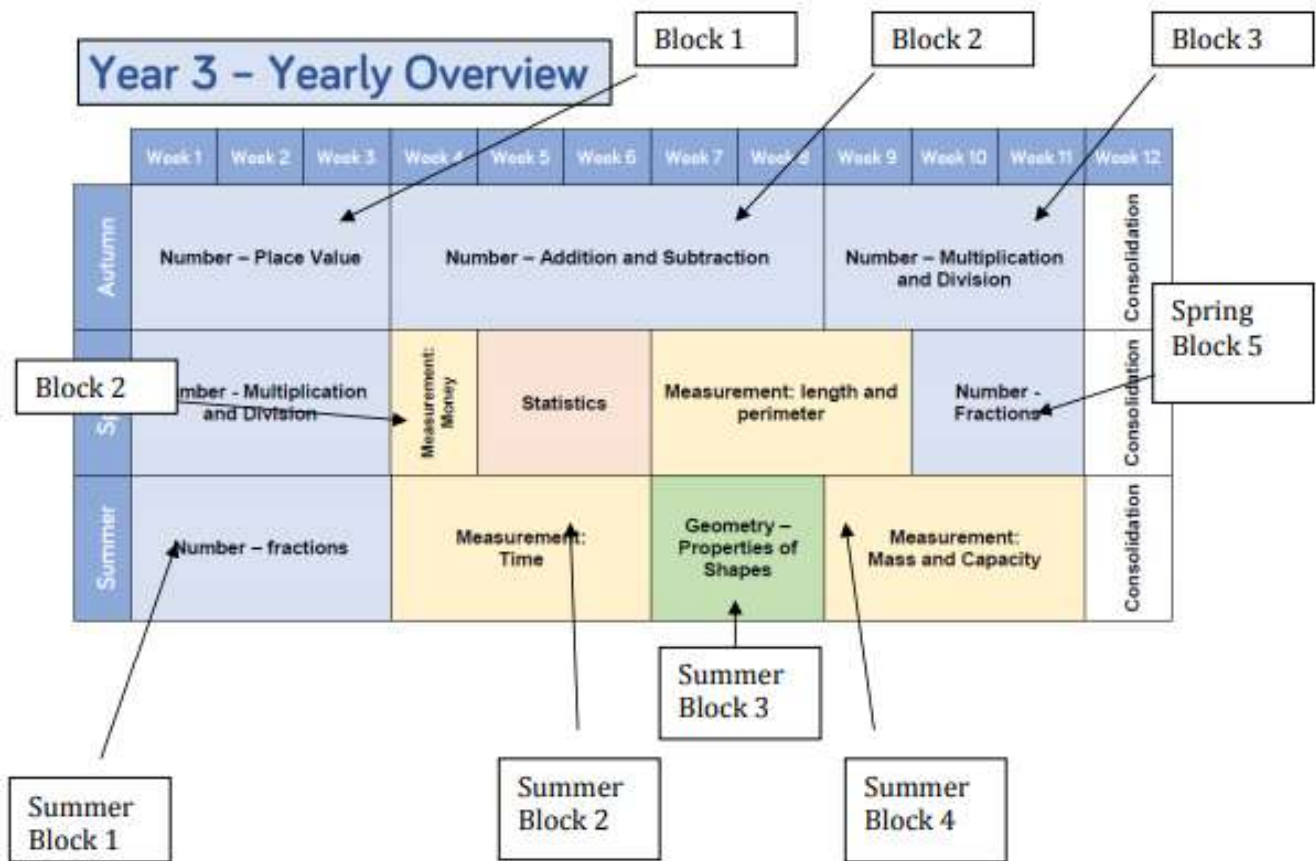 Block 1
Block 2
Block 3
Year 3 – Yearly Overview
Week 1 Week 2 Week 3 Week 4 Week 5 Week 6 Week 7 Week 8 Week 9 Week 10 Week 11 Week 12
Autumn
Number – Place Value
Number – Addition and Subtraction
Number – Multiplication
and Division
Consolidation
Spring
Block 5
Block 2
Number - Multiplication
and Division
Measurement:
Money
Statistics
Measurement: length and
perimeter
Number -
Fractions
Consolidation
Summer
Number – fractions
Measurement:
Time
Geometry –
Properties of
Shapes
Measurement:
Mass and Capacity
Consolidation
Summer
Block 3
Summer
Block 1
Summer
Block 2
Summer
Block 4